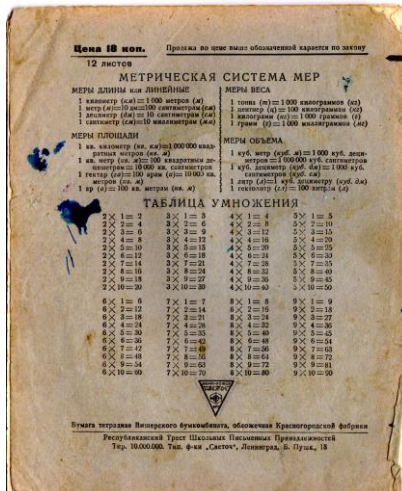 Цена 18 коп. Продажа по цене выше обозначенной карается по закону
12 листов
МЕТРИЧЕСКАЯ СИСТЕМА МЕР
МЕРЫ ДЛИНЫ или ЛИНЕЙНЫЕ
1 километр (км)=1000 метров (м)
1 метр (м)=10 дм=100 сантиметрам (см)
1 дециметр (дм)=10 сантиметрам (см)
1 сантиметр (см)=10 миллиметрам (мм)
МЕРЫ ПЛОЩАДИ
1 кв. километр (кв. км)=1 000 000 квад-
ратных метров (кв. м)
1 кв. метр (кв. м)=100 квадратным де-
циметрам=10 000 кв. сантиметров
1 гектар (га)=100 арам (а)=10 000 кв.
метров (кв. м)
1 ар (а)=100 кв. метрам (кв. м)
МЕРЫ ВЕСА
1 тонна (т)=1 000 килограммов (кг)
1 центнер (ц)=100 килограммов (кг)
1 килограмм (кг)=1 000 граммов (г)
1 грамм (г)=1 000 миллиграммов (мг)
МЕРЫ ОБЪЕМА
1 куб. метр (куб. м)=1 000 куб. деци-
метров=1 000 000 куб. сантиметров
1 куб. дециметр (куб. дм)=1 000 куб.
сантиметров (куб. см)
1 литр (л)=1 куб. дециметру (куб. дм)
1 гектолитр (гл)=100 литрам (л)
ТАБЛИЦА УМНОЖЕНИЯ
2 × 1 = 2 3 × 1 = 3 4 × 1 = 4 5 × 1 = 5
2 × 2 = 4 3 × 2 = 6 4 × 2 = 8 5 × 2 = 10
2 × 3 = 6 3 × 3 = 9 4 × 3 = 12 5 × 3 = 15
2 × 4 = 8 3 × 4 = 12 4 × 4 = 16 5 × 4 = 20
2 × 5 = 10 3 × 5 = 15 4 × 5 = 20 5 × 5 = 25
2 × 6 = 12 3 × 6 = 18 4 × 6 = 24 5 × 6 = 30
2 × 7 = 14 3 × 7 = 21 4 × 7 = 28 5 × 7 = 35
2 × 8 = 16 3 × 8 = 24 4 × 8 = 32 5 × 8 = 40
2 × 9 = 18 3 × 9 = 27 4 × 9 = 36 5 × 9 = 45
2 × 10 = 20 3 × 10 = 30 4 × 10 = 40 5 × 10 = 50
6 × 1 = 6 7 × 1 = 7 8 × 1 = 8 9 × 1 = 9
6 × 2 = 12 7 × 2 = 14 8 × 2 = 16 9 × 2 = 18
6 × 3 = 18 7 × 3 = 21 8 × 3 = 24 9 × 3 = 27
6 × 4 = 24 7 × 4 = 28 8 × 4 = 32 9 × 4 = 36
6 × 5 = 30 7 × 5 = 35 8 × 5 = 40 9 × 5 = 45
6 × 6 = 36 7 × 6 = 42 8 × 6 = 48 9 × 6 = 54
6 × 7 = 42 7 × 7 = 49 8 × 7 = 56 9 × 7 = 63
6 × 8 = 48 7 × 8 = 56 8 × 8 = 64 9 × 8 = 72
6 × 9 = 54 7 × 9 = 63 8 × 9 = 72 9 × 9 = 81
6 × 10 = 60 7 × 10 = 70 8 × 10 = 80 9 × 10 = 90
Бумага тетрадная Вишерского бумкомбината, обложечная Красногородской фабрики
Республиканский Трест Школьных Письменных Принадлежностей
Тир. 10.000.000. Тип. ф-ки „Светоч", Ленинград, Б. Пушк., 18